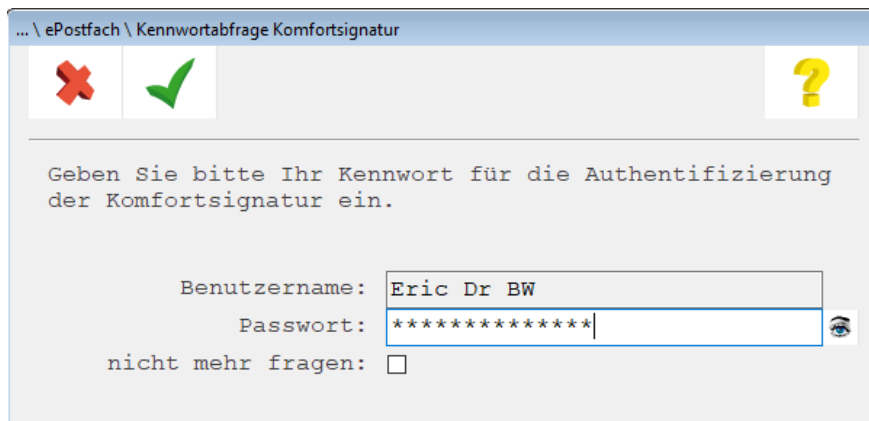 ... \ ePostfach \ Kennwortabfrage Komfortsignatur
Geben Sie bitte Ihr Kennwort für die Authentifizierung
der Komfortsignatur ein.
Benutzername: Eric Dr BW
Passwort: **************
nicht mehr fragen: